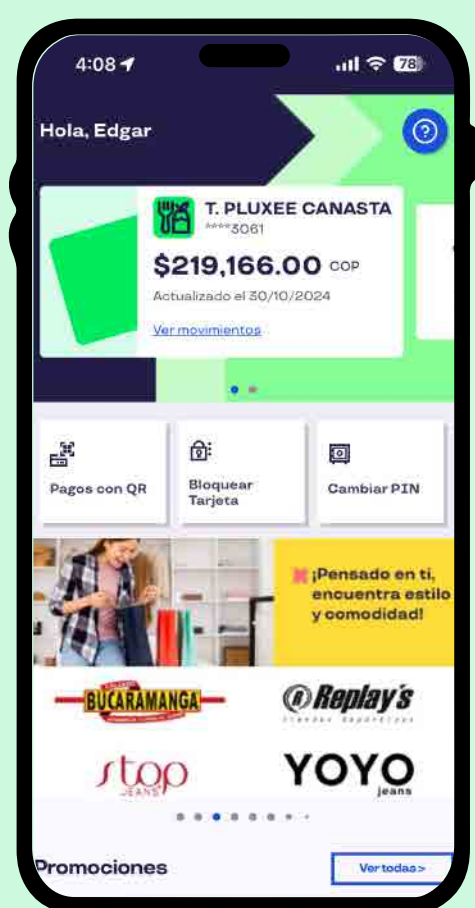 4:08
78
Hola, Edgar
?
T. PLUXEE CANASTA
****3061
$219,166.00 COP
Actualizado el 30/10/2024
Ver movimientos
Pagos con QR
Bloquear
Tarjeta
Cambiar PIN
¡Pensado en ti,
encuentra estilo
y comodidad!
BUCARAMANGA
R Replay's
stop
JEANS
YOYO
jeans
Promociones
Ver todas >